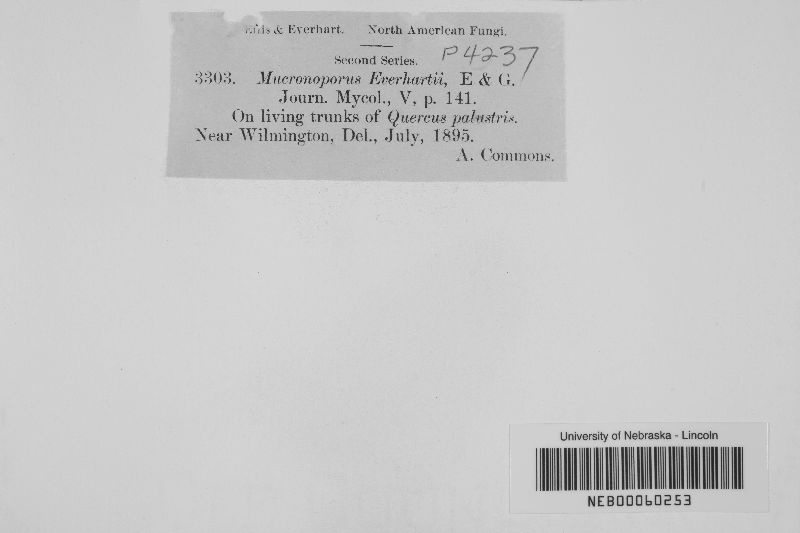 Ellis & Everhart. North American Fungi.
Second Series. P4237
3303. Mucronoporus Everhartii, E & G.
Journ. Mycol., V, p. 141.
On living trunks of Quercus palustris.
Near Wilmington, Del., July, 1895.
A. Commons.
University of Nebraska - Lincoln
NEB00060253